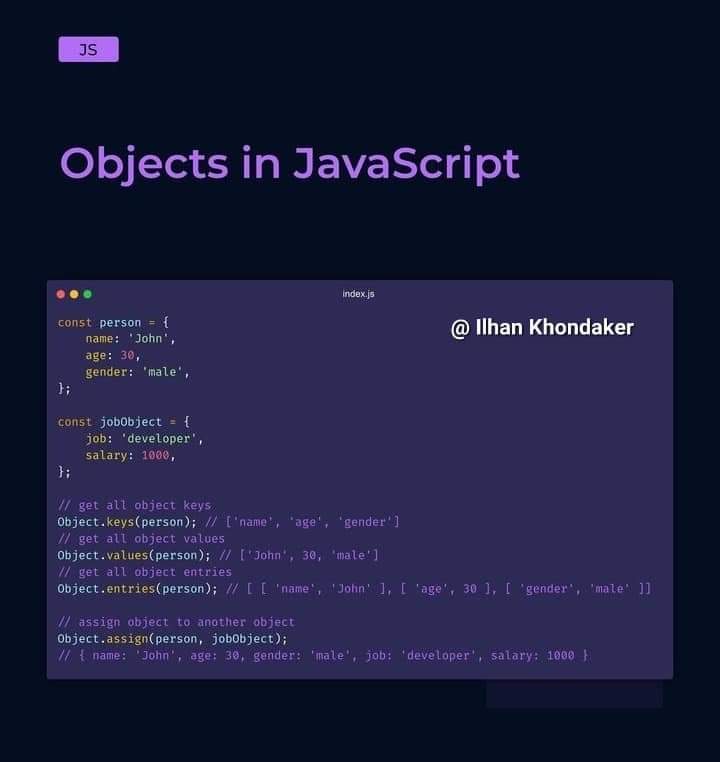 JS
Objects in JavaScript
index.js
@ Ilhan Khondaker
const person = {
    name: 'John',
    age: 30,
    gender: 'male',
};

const jobObject = {
    job: 'developer',
    salary: 1000,
};

// get all object keys
Object.keys(person); // ['name', 'age', 'gender']
// get all object values
Object.values(person); // ['John', 30, 'male']
// get all object entries
Object.entries(person); // [ [ 'name', 'John' ], [ 'age', 30 ], [ 'gender', 'male' ]]

// assign object to another object
Object.assign(person, jobObject);
// { name: 'John', age: 30, gender: 'male', job: 'developer', salary: 1000 }